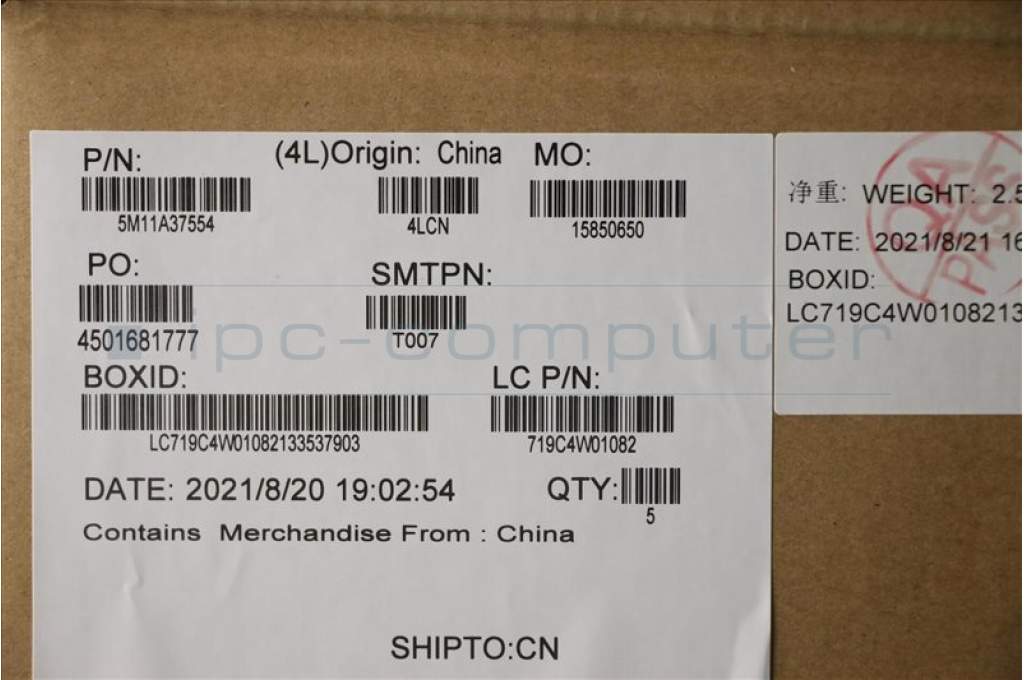 P/N: (4L)Origin: China MO:
5M11A37554 4LCN 15850650
PO: SMTPN:
4501681777 T007
BOXID: LC P/N:
LC719C4W01082133537903 719C4W01082
DATE: 2021/8/20 19:02:54 QTY:
5
Contains Merchandise From : China
SHIPTO:CN
净重: WEIGHT: 2.5
DATE: 2021/8/21 16
BOXID:
LC719C4W0108213
QA
PASS
ipc-computer